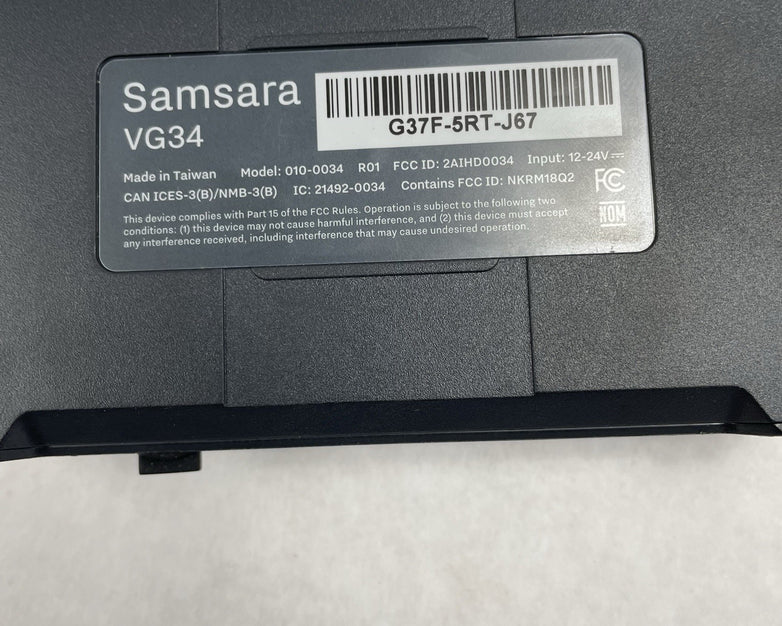 Samsara
VG34
G37F-5RT-J67
Made in Taiwan Model: 010-0034 R01 FCC ID: 2AIHD0034 Input: 12-24V⎓
CAN ICES-3(B)/NMB-3(B) IC: 21492-0034 Contains FCC ID: NKRM18Q2
FC
This device complies with Part 15 of the FCC Rules. Operation is subject to the following two
conditions: (1) this device may not cause harmful interference, and (2) this device must accept
any interference received, including interference that may cause undesired operation.
NOM